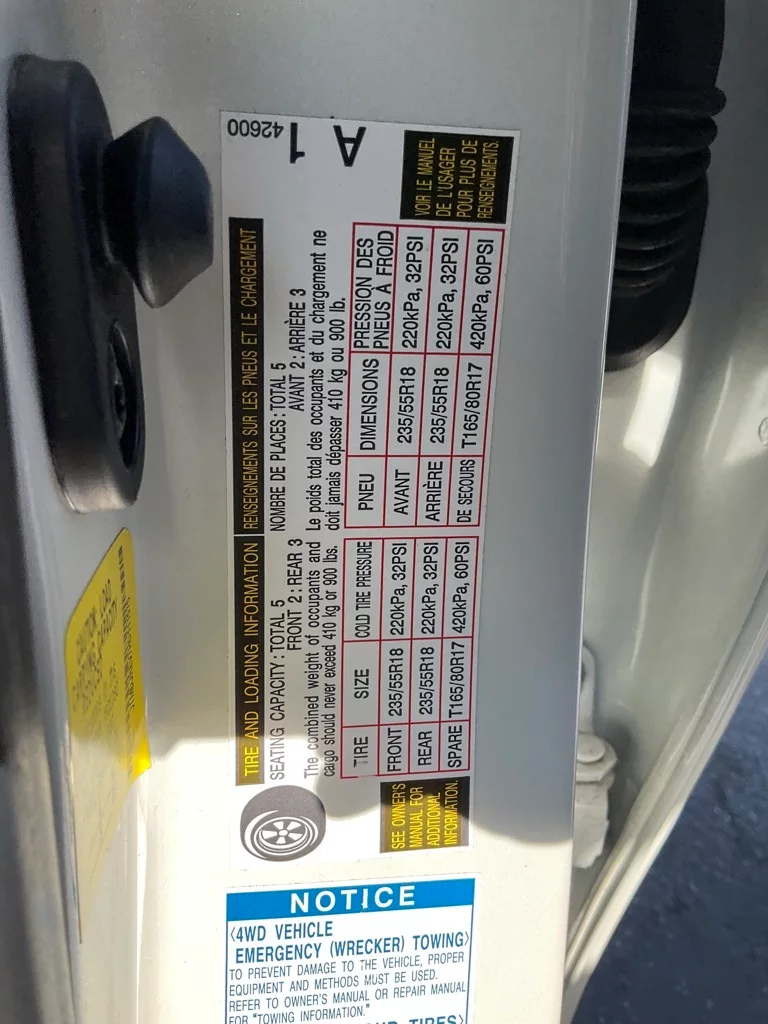 TIRE AND LOADING INFORMATION
SEATING CAPACITY: TOTAL 5
FRONT 2: REAR 3
The combined weight of occupants and
cargo should never exceed 410 kg or 900 lbs.
TIRE SIZE COLD TIRE PRESSURE
FRONT 235/55R18 220kPa, 32PSI
REAR 235/55R18 220kPa, 32PSI
SPARE T165/80R17 420kPa, 60PSI
SEE OWNER'S
MANUAL FOR
ADDITIONAL
INFORMATION.
RENSEIGNEMENTS SUR LES PNEUS ET LE CHARGEMENT
NOMBRE DE PLACES: TOTAL 5
AVANT 2: ARRIÈRE 3
Le poids total des occupants et du chargement ne
doit jamais dépasser 410 kg ou 900 lb.
PNEU DIMENSIONS PRESSION DES
PNEUS À FROID
AVANT 235/55R18 220kPa, 32PSI
ARRIÈRE 235/55R18 220kPa, 32PSI
DE SECOURS T165/80R17 420kPa, 60PSI
VOIR LE MANUEL
DE L'USAGER
POUR PLUS DE
RENSEIGNEMENTS.
42600
A 1
CAUTION: LOAD
CARRYING CAPACITY
NOTICE
<4WD VEHICLE
EMERGENCY (WRECKER) TOWING>
TO PREVENT DAMAGE TO THE VEHICLE, PROPER
EQUIPMENT AND METHODS MUST BE USED.
REFER TO OWNER'S MANUAL OR REPAIR MANUAL
FOR "TOWING INFORMATION."
TIRES>